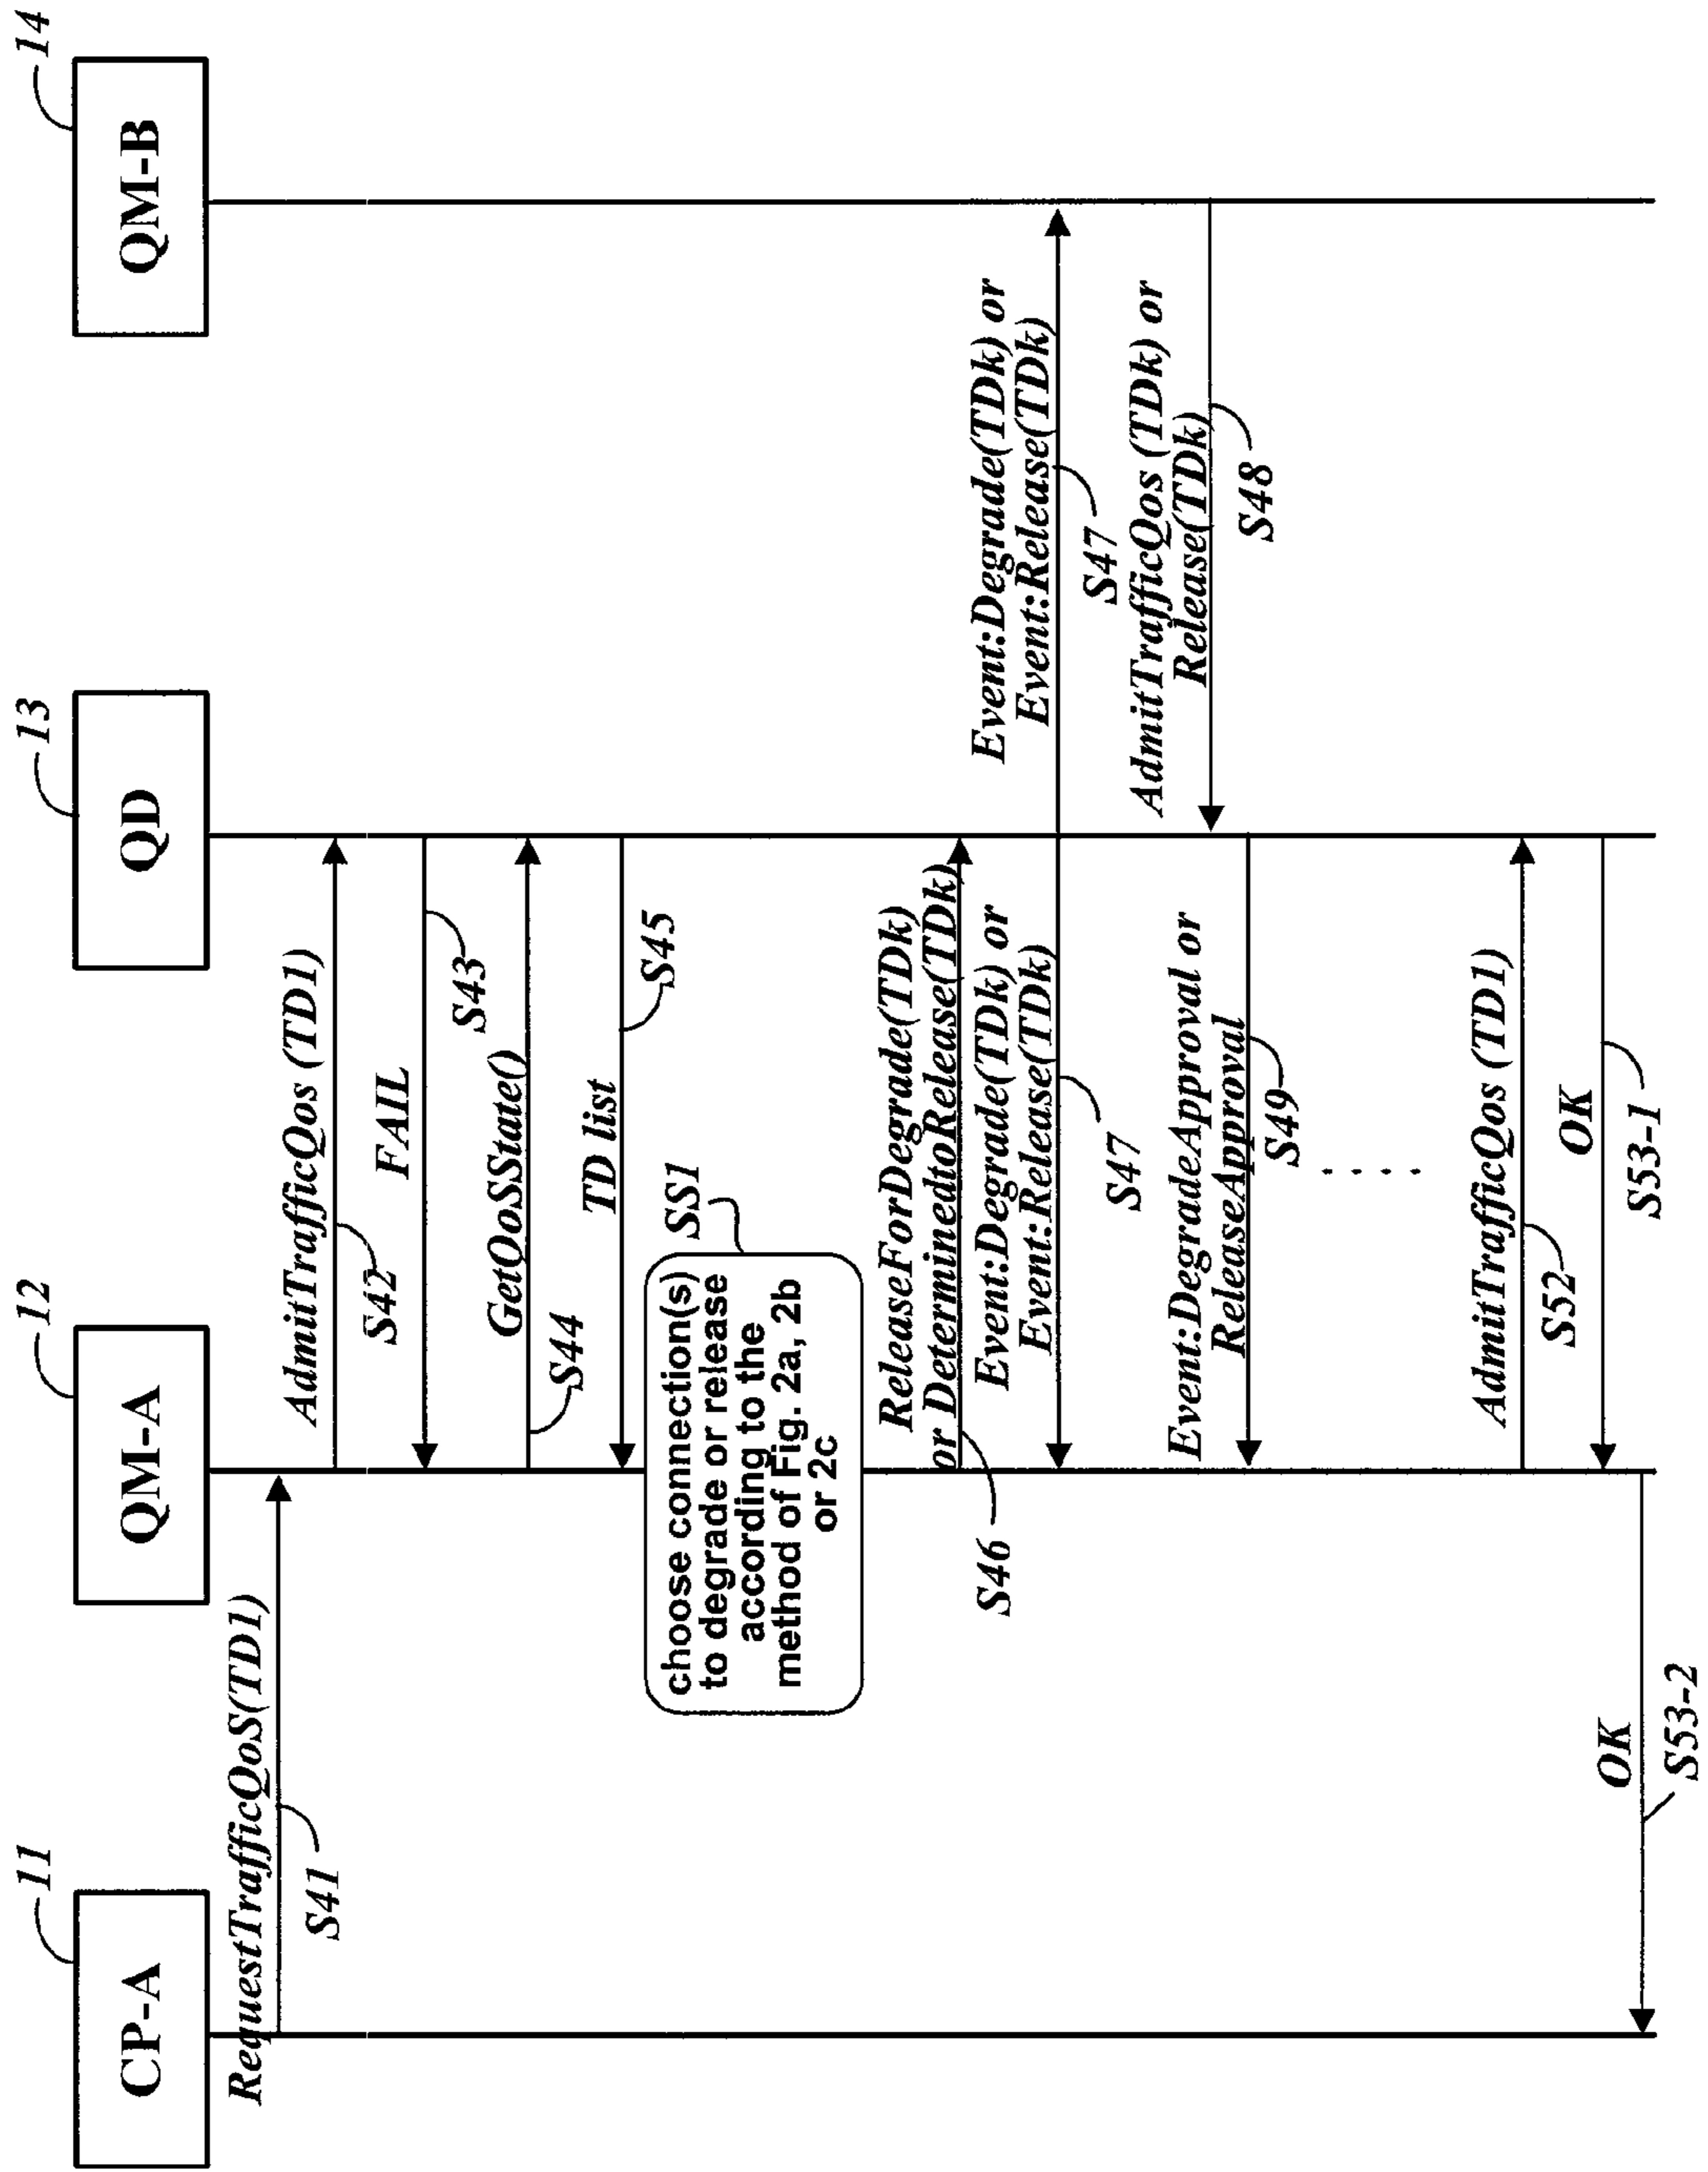 11
12
13
14
CP-A
QM-A
QD
QM-B
RequestTrafficQoS(TD1)
S41
AdmitTrafficQos (TD1)
S42
FAIL
S43
GetQoSState()
S44
TD list
S45
SS1
choose connection(s)
to degrade or release
according to the
method of Fig. 2a, 2b
or 2c
ReleaseForDegrade(TDk)
or DeterminedtoRelease(TDk)
S46
Event:Degrade(TDk) or
Event:Release(TDk)
S47
Event:Degrade(TDk) or
Event:Release(TDk)
S47
AdmitTrafficQos (TDk) or
Release(TDk)
S48
Event:DegradeApproval or
ReleaseApproval
S49
. . . .
AdmitTrafficQos (TD1)
S52
OK
S53-1
OK
S53-2